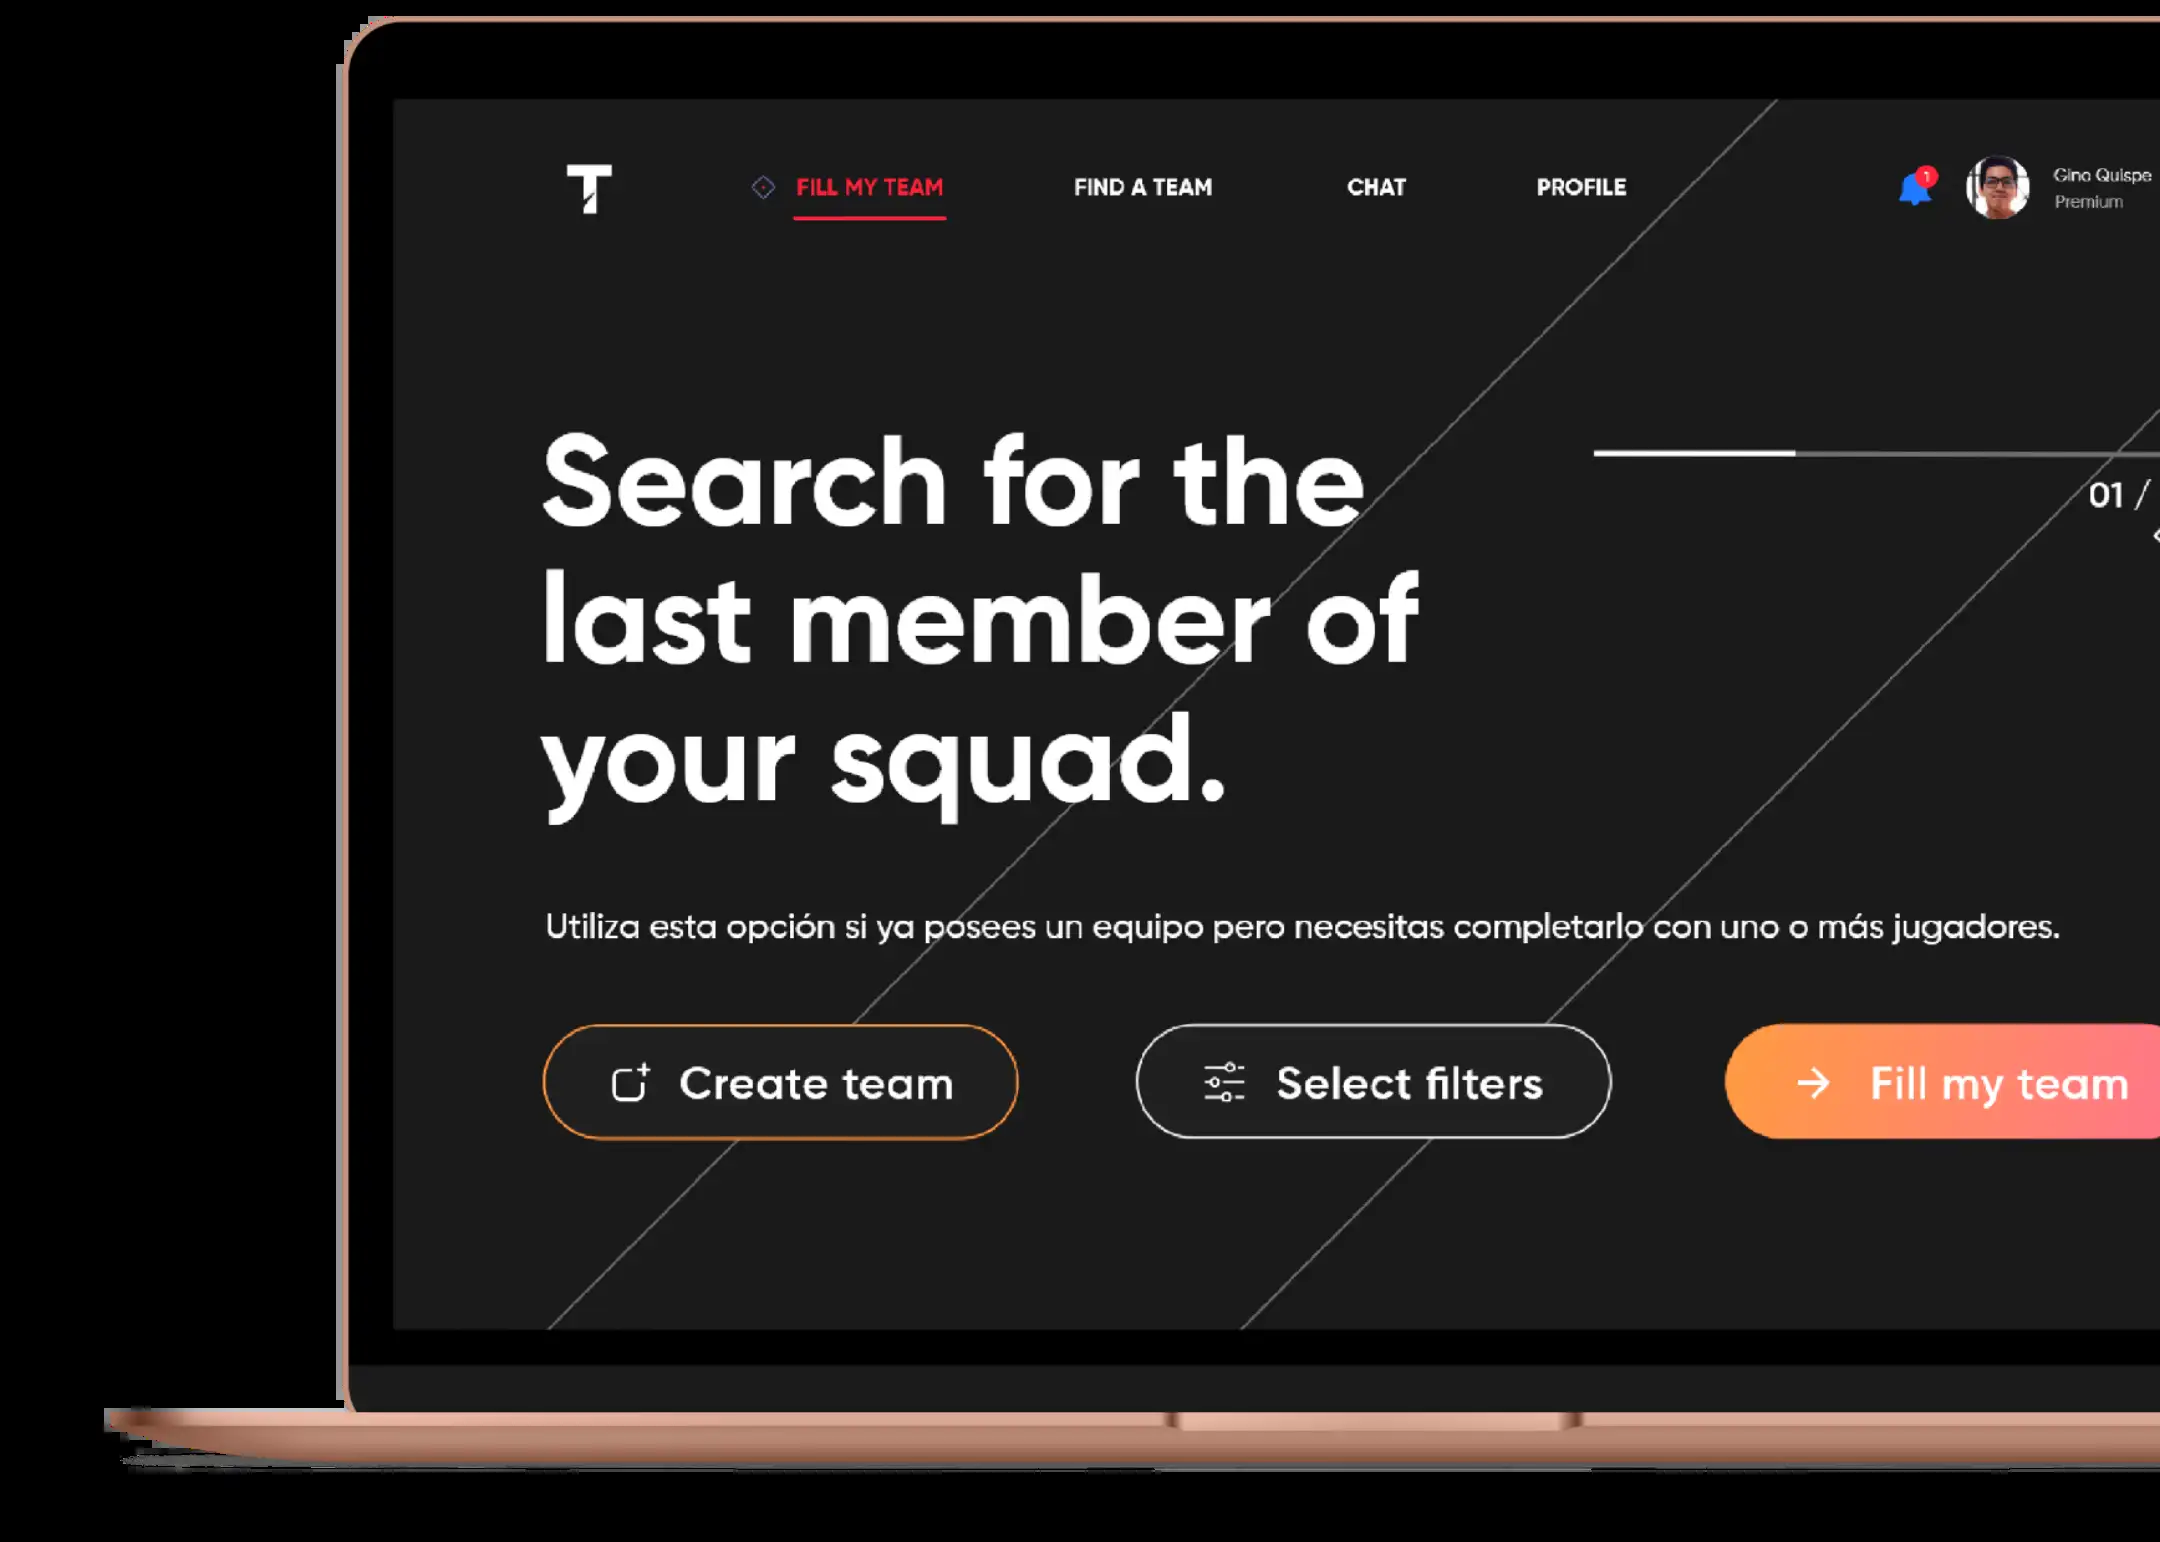 T
FILL MY TEAM
FIND A TEAM
CHAT
PROFILE
1
Gino Quispe
Premium
Search for the
last member of
your squad.
01 /
Utiliza esta opción si ya posees un equipo pero necesitas completarlo con uno o más jugadores.
Create team
Select filters
Fill my team